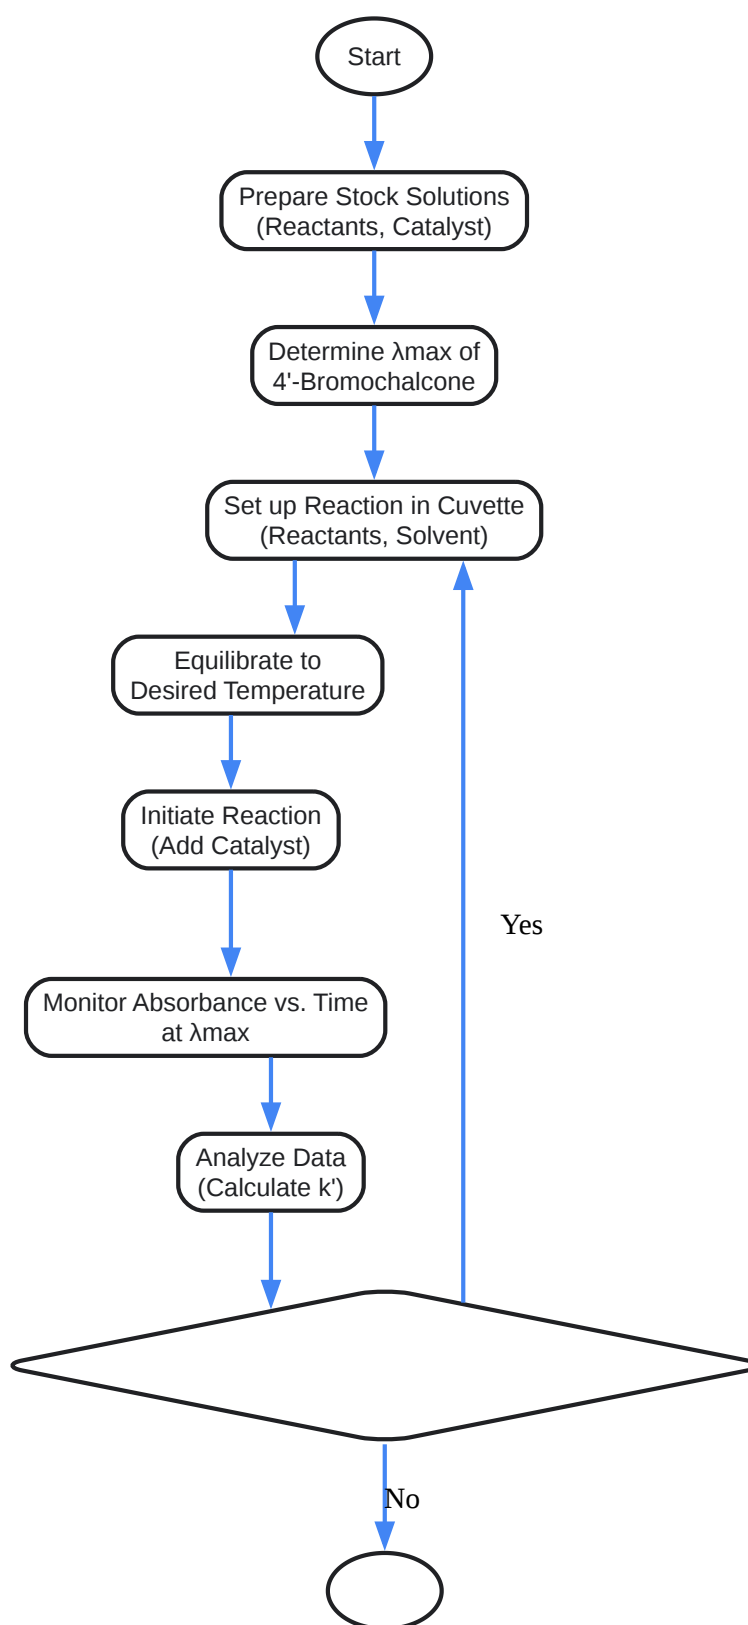 Start
Prepare Stock Solutions
(Reactants, Catalyst)
Determine λmax of
4'-Bromochalcone
Set up Reaction in Cuvette
(Reactants, Solvent)
Equilibrate to
Desired Temperature
Initiate Reaction
(Add Catalyst)
Yes
Monitor Absorbance vs. Time
at λmax
Analyze Data
(Calculate k')
No